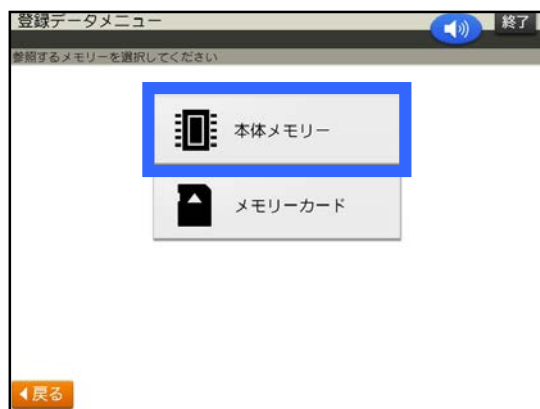 登録データメニュー
終了
参照するメモリーを選択してください
本体メモリー
メモリーカード
戻る